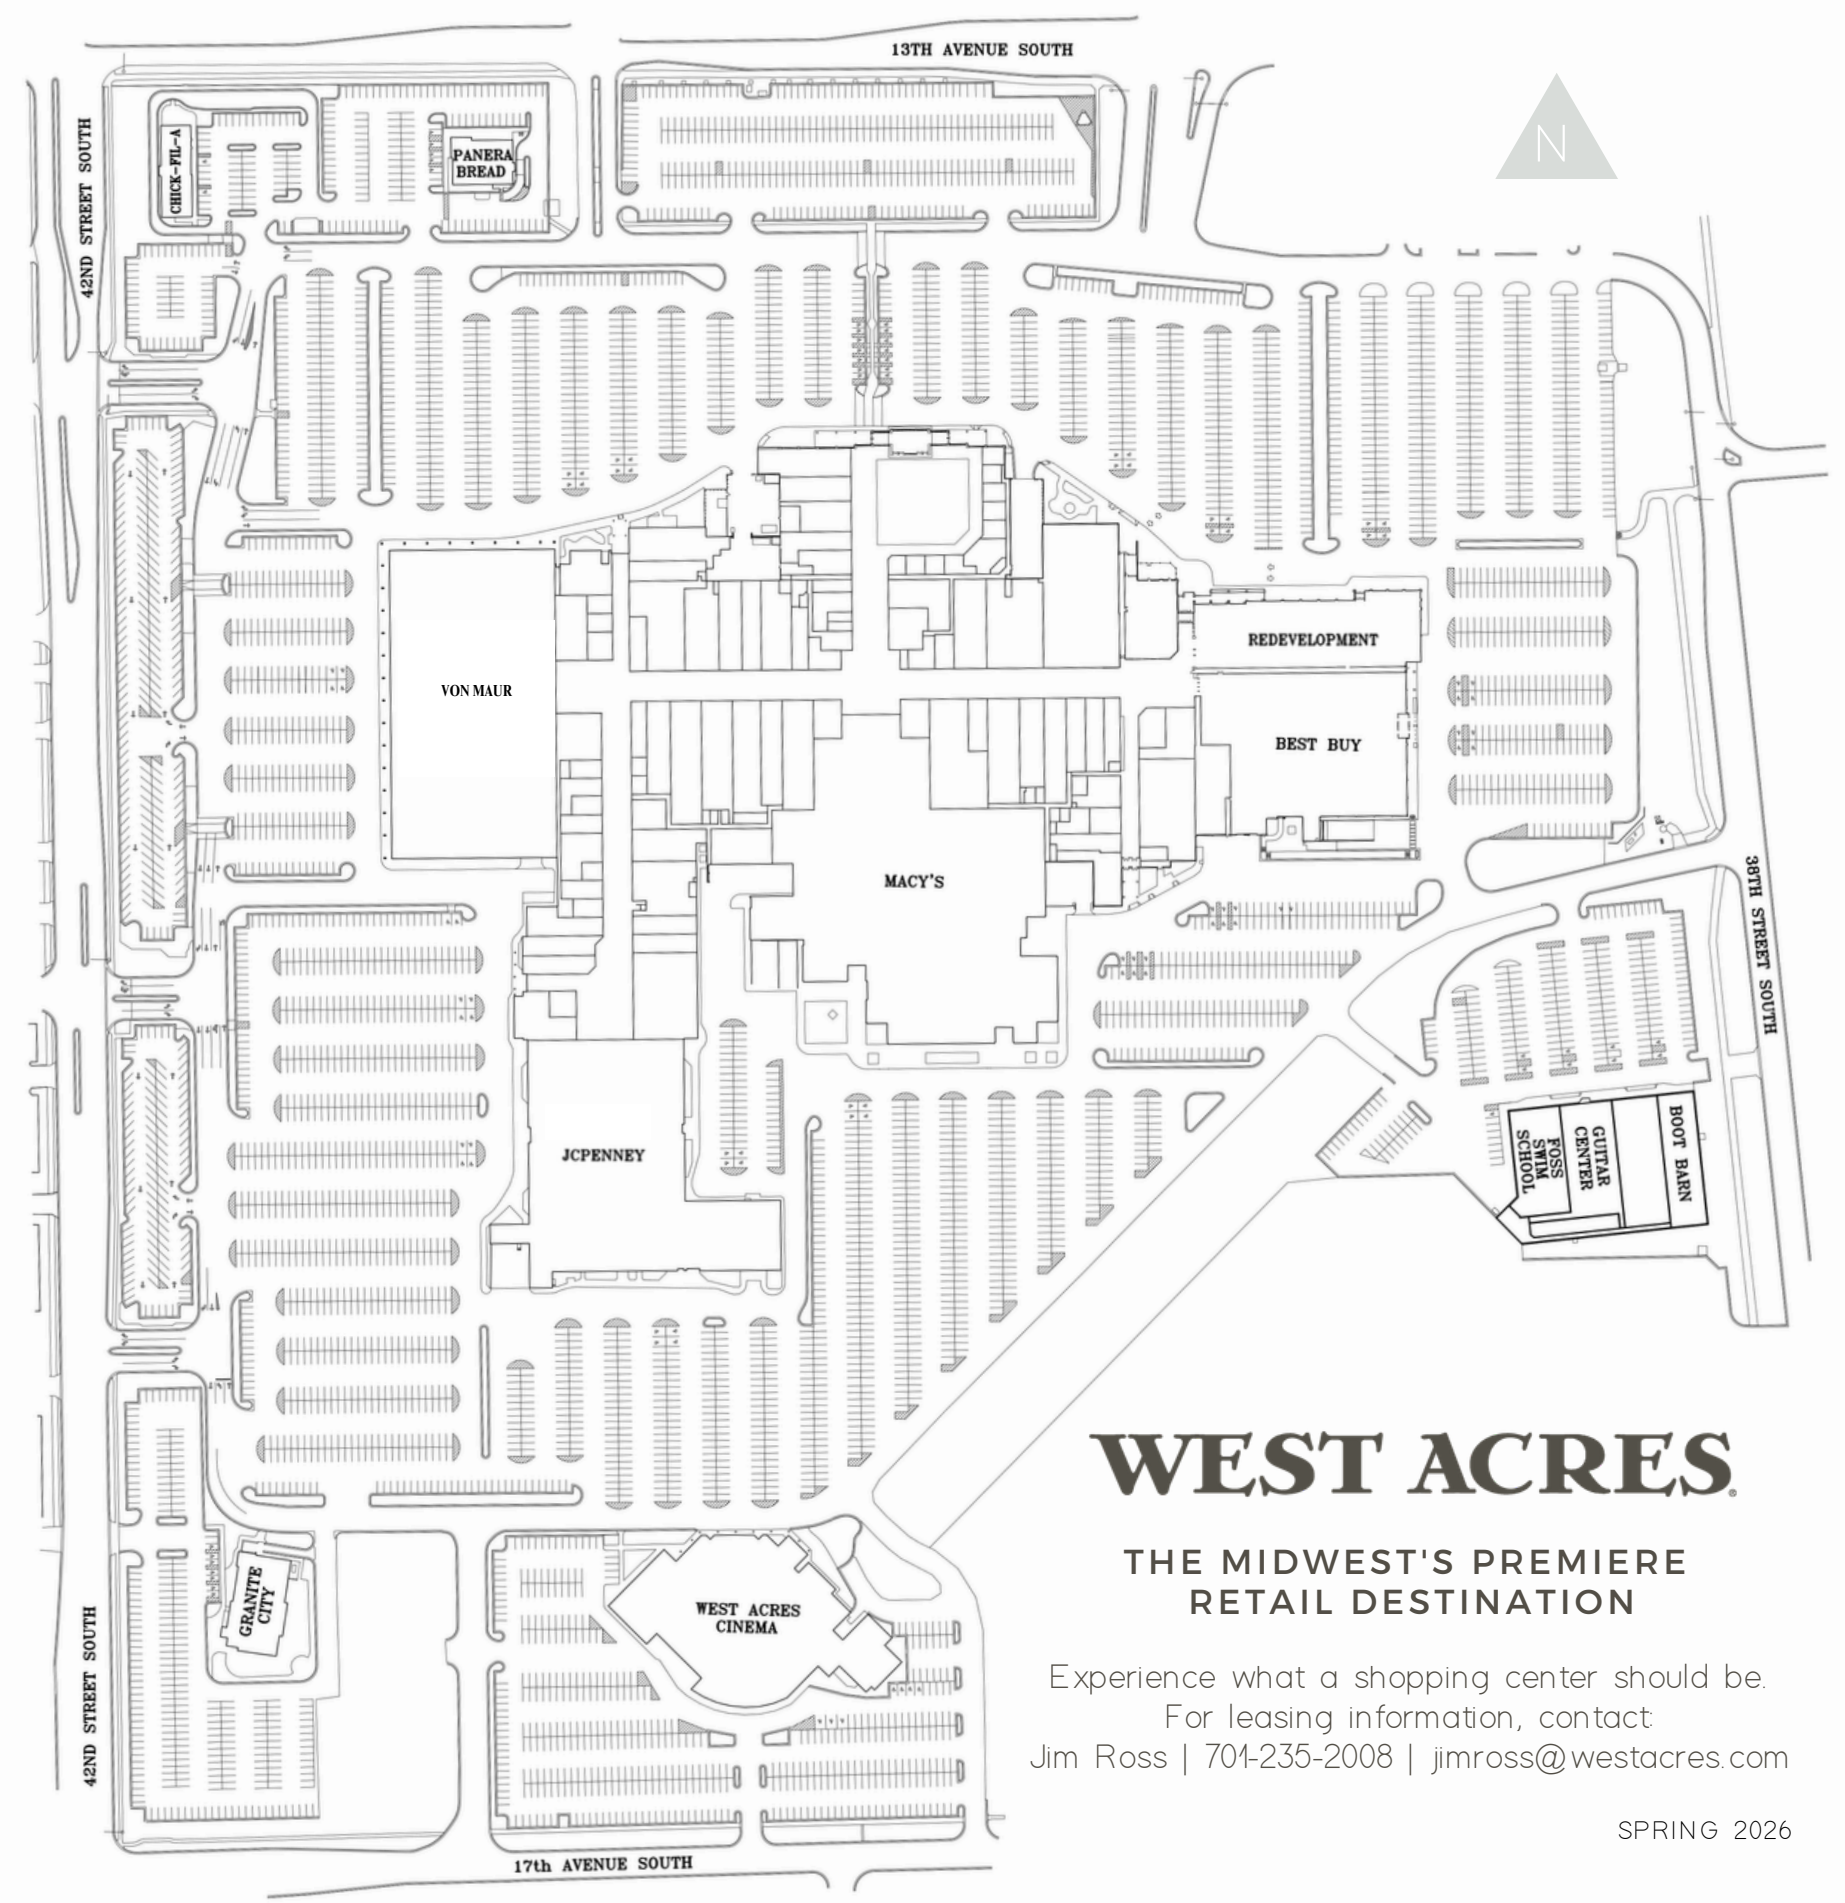 13TH AVENUE SOUTH
N
42ND STREET SOUTH
CHICK-FIL-A
PANERA
BREAD
VON MAUR
REDEVELOPMENT
BEST BUY
MACY'S
38TH STREET SOUTH
JCPENNEY
FOSS
SWIM
SCHOOL
GUITAR
CENTER
BOOT BARN
WEST ACRES®
THE MIDWEST'S PREMIERE
RETAIL DESTINATION
GRANITE
CITY
WEST ACRES
CINEMA
42ND STREET SOUTH
Experience what a shopping center should be.
For leasing information, contact:
Jim Ross | 701-235-2008 | jimross@westacres.com
SPRING 2026
17th AVENUE SOUTH